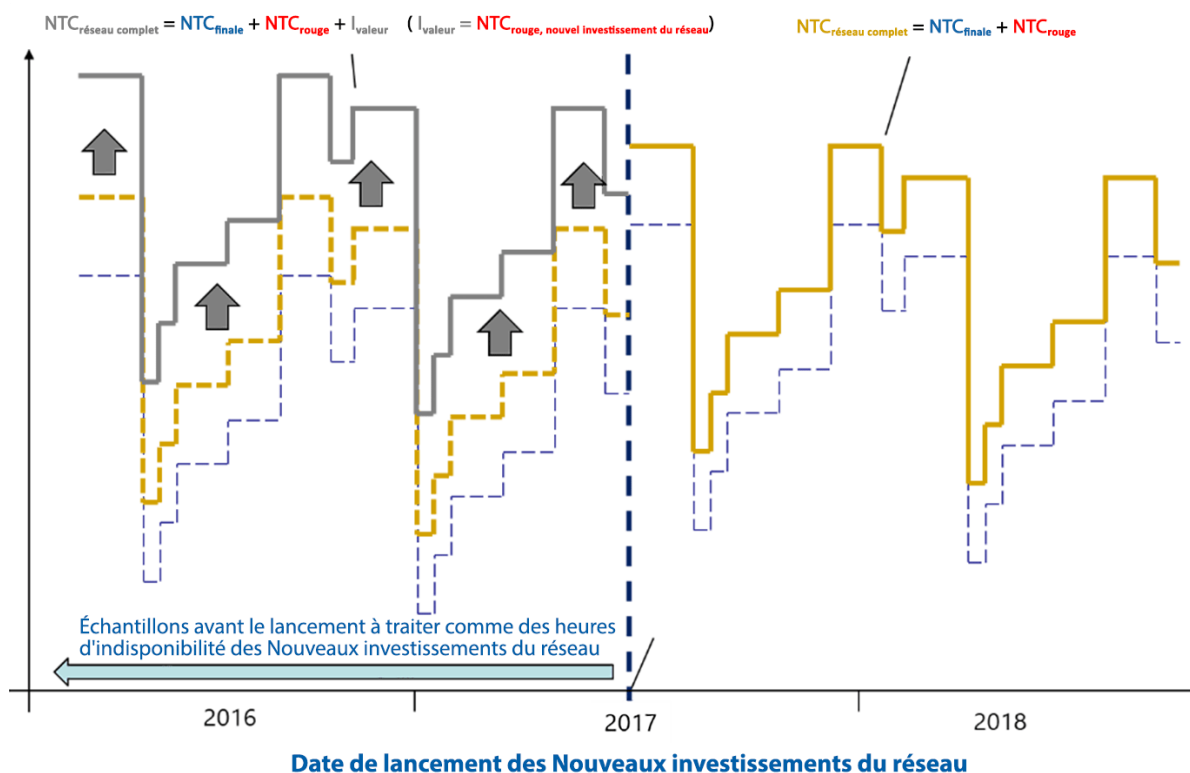 NTCréseau complet = NTCfinale + NTCrouge + Ivaleur ( Ivaleur = NTCrouge, nouvel investissement du réseau)
NTCréseau complet = NTCfinale + NTCrouge
Échantillons avant le lancement à traiter comme des heures
d'indisponibilité des Nouveaux investissements du réseau
2016
2017
2018
Date de lancement des Nouveaux investissements du réseau